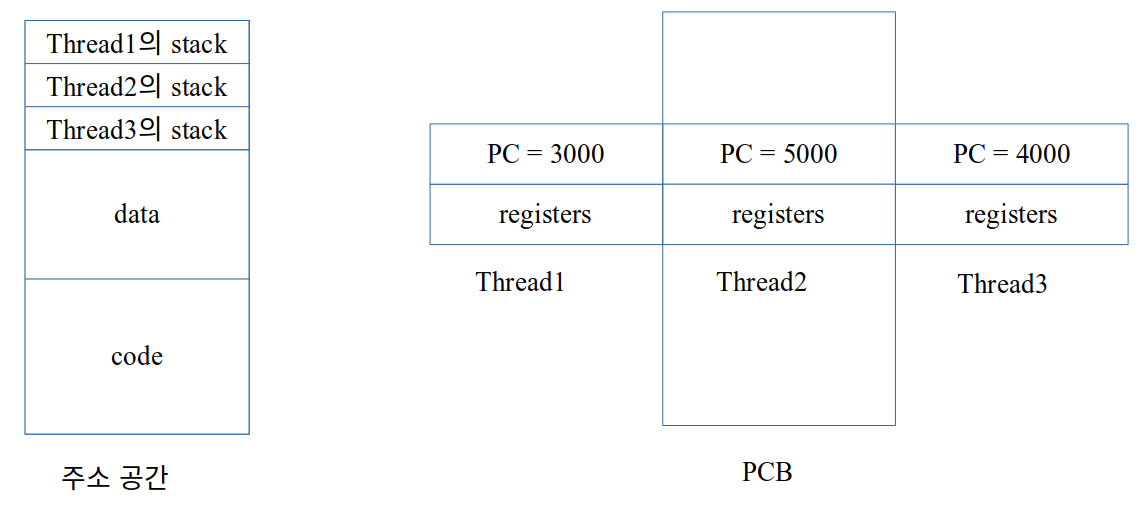 Thread1의 stack
Thread2의 stack
Thread3의 stack
data
code
주소 공간
PC = 3000
PC = 5000
PC = 4000
registers
registers
registers
Thread1
Thread2
Thread3
PCB